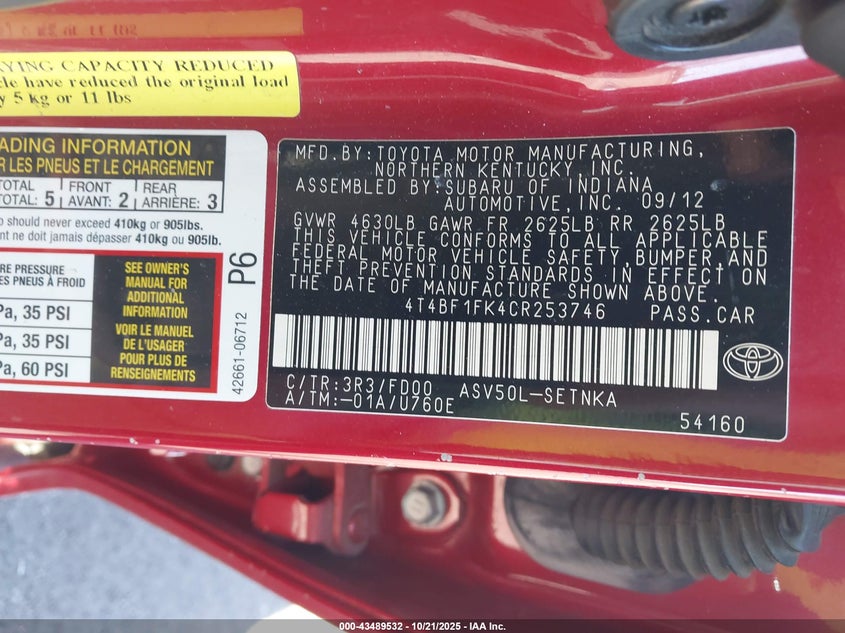 YING CAPACITY REDUCED
cle have reduced the original load
y 5 kg or 11 lbs
ADING INFORMATION
R LES PNEUS ET LE CHARGEMENT
TOTAL 5 FRONT 2 REAR 3
TOTAL: AVANT: ARRIÈRE:
o should never exceed 410kg or 905lbs.
nt ne doit jamais dépasser 410kg ou 905lb.
RE PRESSURE
ES PNEUS À FROID
Pa, 35 PSI
Pa, 35 PSI
Pa, 60 PSI
SEE OWNER'S
MANUAL FOR
ADDITIONAL
INFORMATION
VOIR LE MANUEL
DE L'USAGER
POUR PLUS DE
RENSEIGNEMENTS
P6
42661-06712
MFD.BY:TOYOTA MOTOR MANUFACTURING,
NORTHERN KENTUCKY,INC.
ASSEMBLED BY:SUBARU OF INDIANA
AUTOMOTIVE,INC. 09/12
GVWR 4630LB GAWR FR 2625LB RR 2625LB
THIS VEHICLE CONFORMS TO ALL APPLICABLE
FEDERAL MOTOR VEHICLE SAFETY,BUMPER AND
THEFT PREVENTION STANDARDS IN EFFECT ON
THE DATE OF MANUFACTURE SHOWN ABOVE.
4T4BF1FK4CR253746 PASS.CAR
C/TR:3R3/FD00 ASV50L-SETNKA
A/TM:-01A/U760E
54160
000-43489532 - 10/21/2025 - IAA Inc.